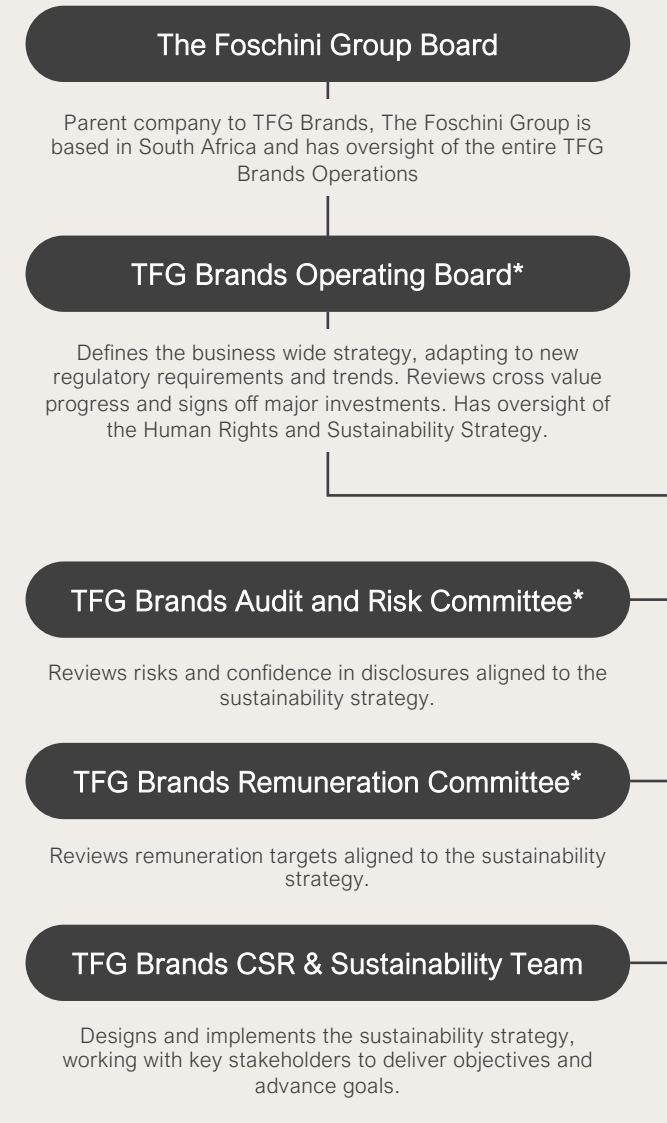 The Foschini Group Board
Parent company to TFG Brands, The Foschini Group is
based in South Africa and has oversight of the entire TFG
Brands Operations
TFG Brands Operating Board*
Defines the business wide strategy, adapting to new
regulatory requirements and trends. Reviews cross value
progress and signs off major investments. Has oversight of
the Human Rights and Sustainability Strategy.
TFG Brands Audit and Risk Committee*
Reviews risks and confidence in disclosures aligned to the
sustainability strategy.
TFG Brands Remuneration Committee*
Reviews remuneration targets aligned to the sustainability
strategy.
TFG Brands CSR & Sustainability Team
Designs and implements the sustainability strategy,
working with key stakeholders to deliver objectives and
advance goals.